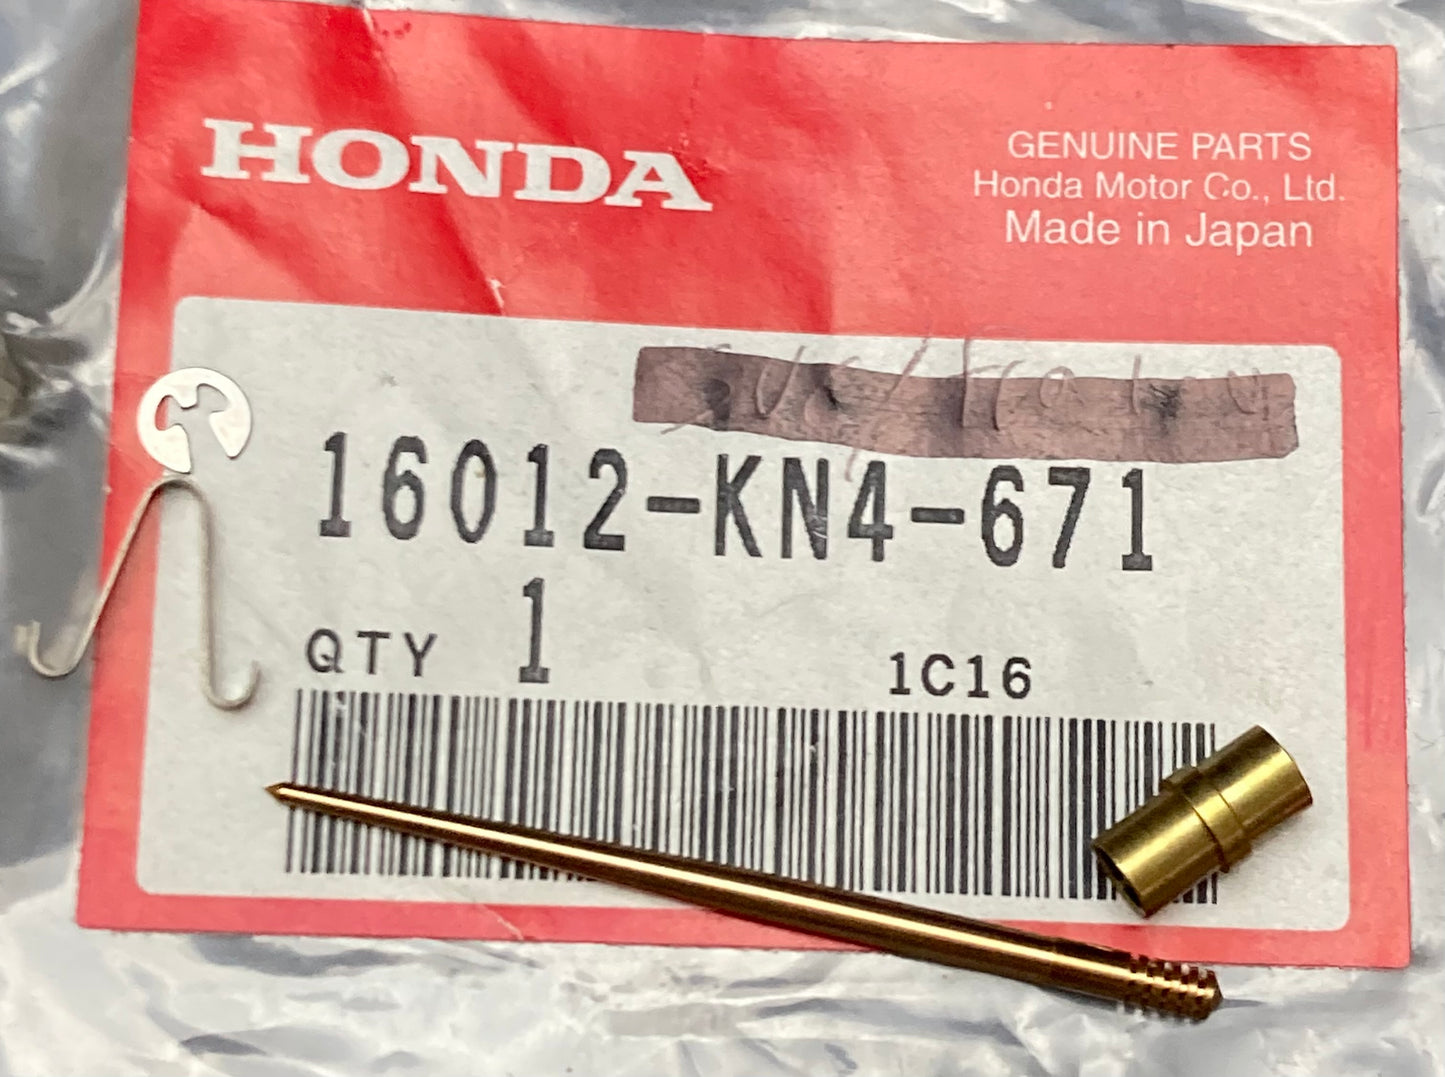 HONDA
GENUINE PARTS
Honda Motor Co., Ltd.
Made in Japan
16012-KN4-671
QTY 1
1C16